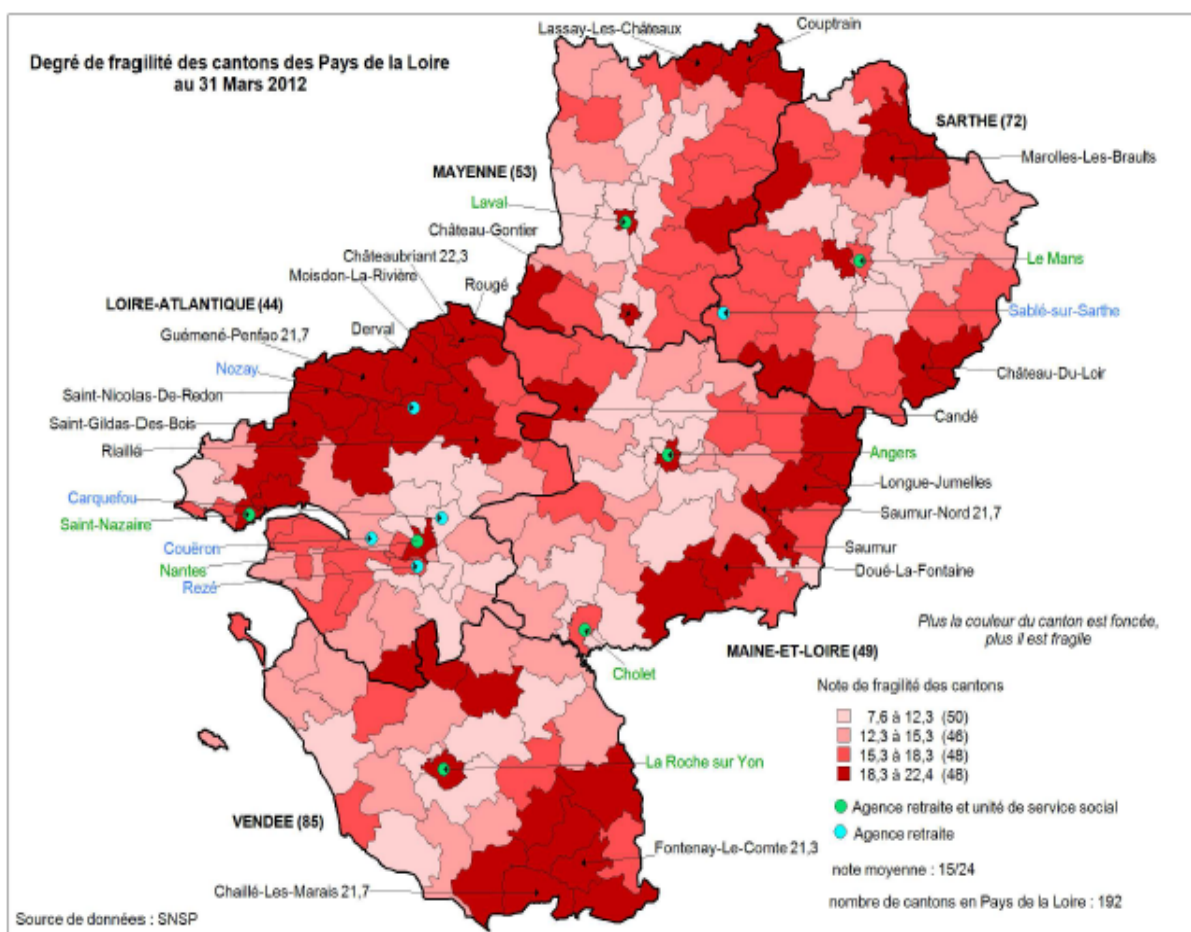 Degré de fragilité des cantons des Pays de la Loire
au 31 Mars 2012
Lassay-Les-Châteaux
Couptrain
SARTHE (72)
Marolles-Les-Braults
MAYENNE (53)
Laval
Château-Gontier
Châteaubriant 22,3
Moisdon-La-Rivière
Rougé
LOIRE-ATLANTIQUE (44)
Derval
Guémené-Penfao 21,7
Nozay
Saint-Nicolas-De-Redon
Saint-Gildas-Des-Bois
Riaillé
Carquefou
Saint-Nazaire
Couëron
Nantes
Rezé
Le Mans
Sablé-sur-Sarthe
Château-Du-Loir
Candé
Angers
Longue-Jumelles
Saumur-Nord 21,7
Saumur
Doué-La-Fontaine
Plus la couleur du canton est foncée,
plus il est fragile
MAINE-ET-LOIRE (49)
Cholet
Note de fragilité des cantons
7,6 à 12,3 (50)
12,3 à 15,3 (46)
15,3 à 18,3 (48)
18,3 à 22,4 (48)
Agence retraite et unité de service social
Agence retraite
note moyenne : 15/24
nombre de cantons en Pays de la Loire : 192
La Roche sur Yon
VENDEE (85)
Fontenay-Le-Comte 21,3
Chaillé-Les-Marais 21,7
Source de données : SNSP